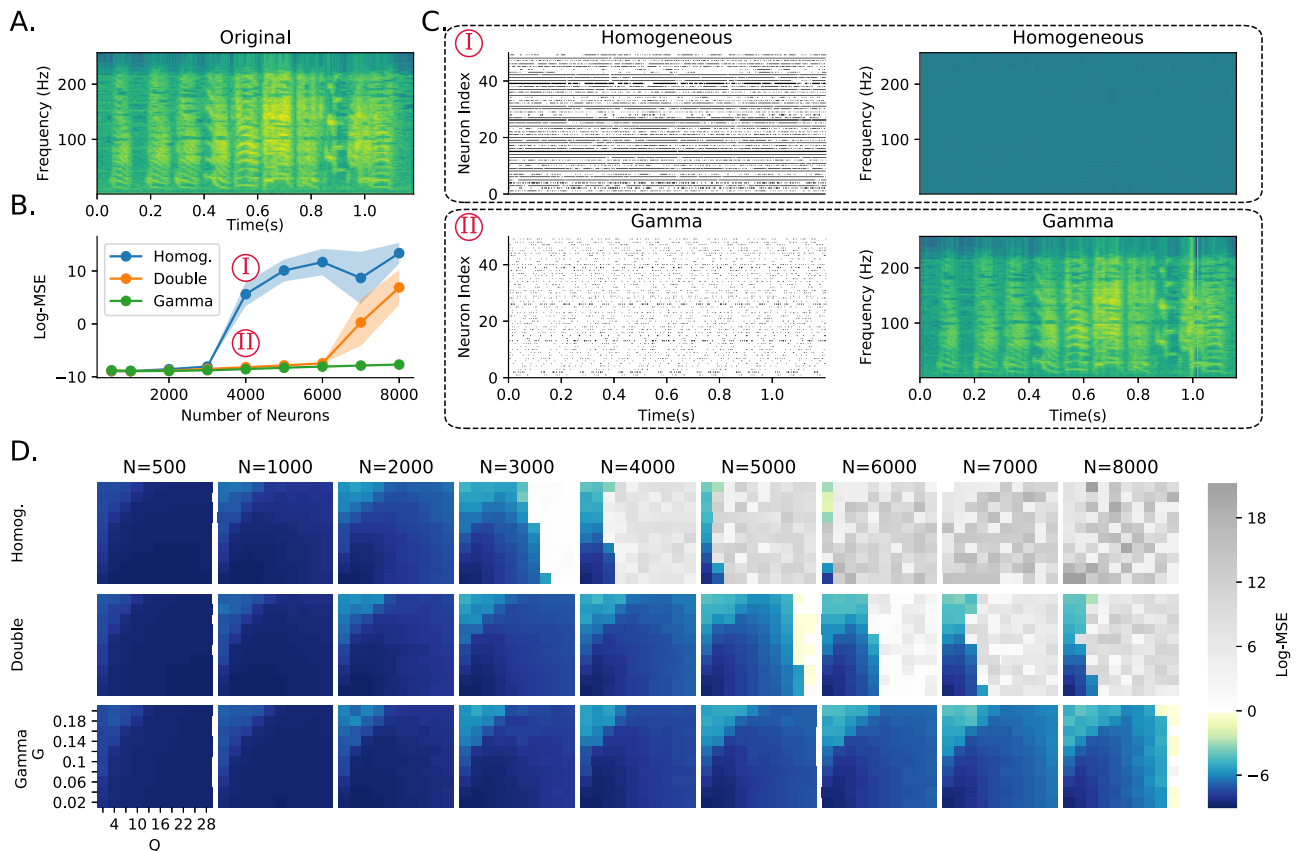 A.
Original
Frequency (Hz)
200
100
0.0 0.2 0.4 0.6 0.8 1.0
Time(s)
B.
Log-MSE
10
0
−10
Homog.
Double
Gamma
I
II
2000 4000 6000 8000
Number of Neurons
C.
I
Homogeneous
Neuron Index
40
20
0
Homogeneous
Frequency (Hz)
200
100
II
Gamma
Neuron Index
40
20
0
0.0 0.2 0.4 0.6 0.8 1.0
Time(s)
Gamma
Frequency (Hz)
200
100
0.0 0.2 0.4 0.6 0.8 1.0
Time(s)
D.
N=500 N=1000 N=2000 N=3000 N=4000 N=5000 N=6000 N=7000 N=8000
Homog.
Double
Gamma
G
0.18
0.14
0.1
0.06
0.02
4 10 16 22 28
Q
18
12
6
0
−6
Log-MSE